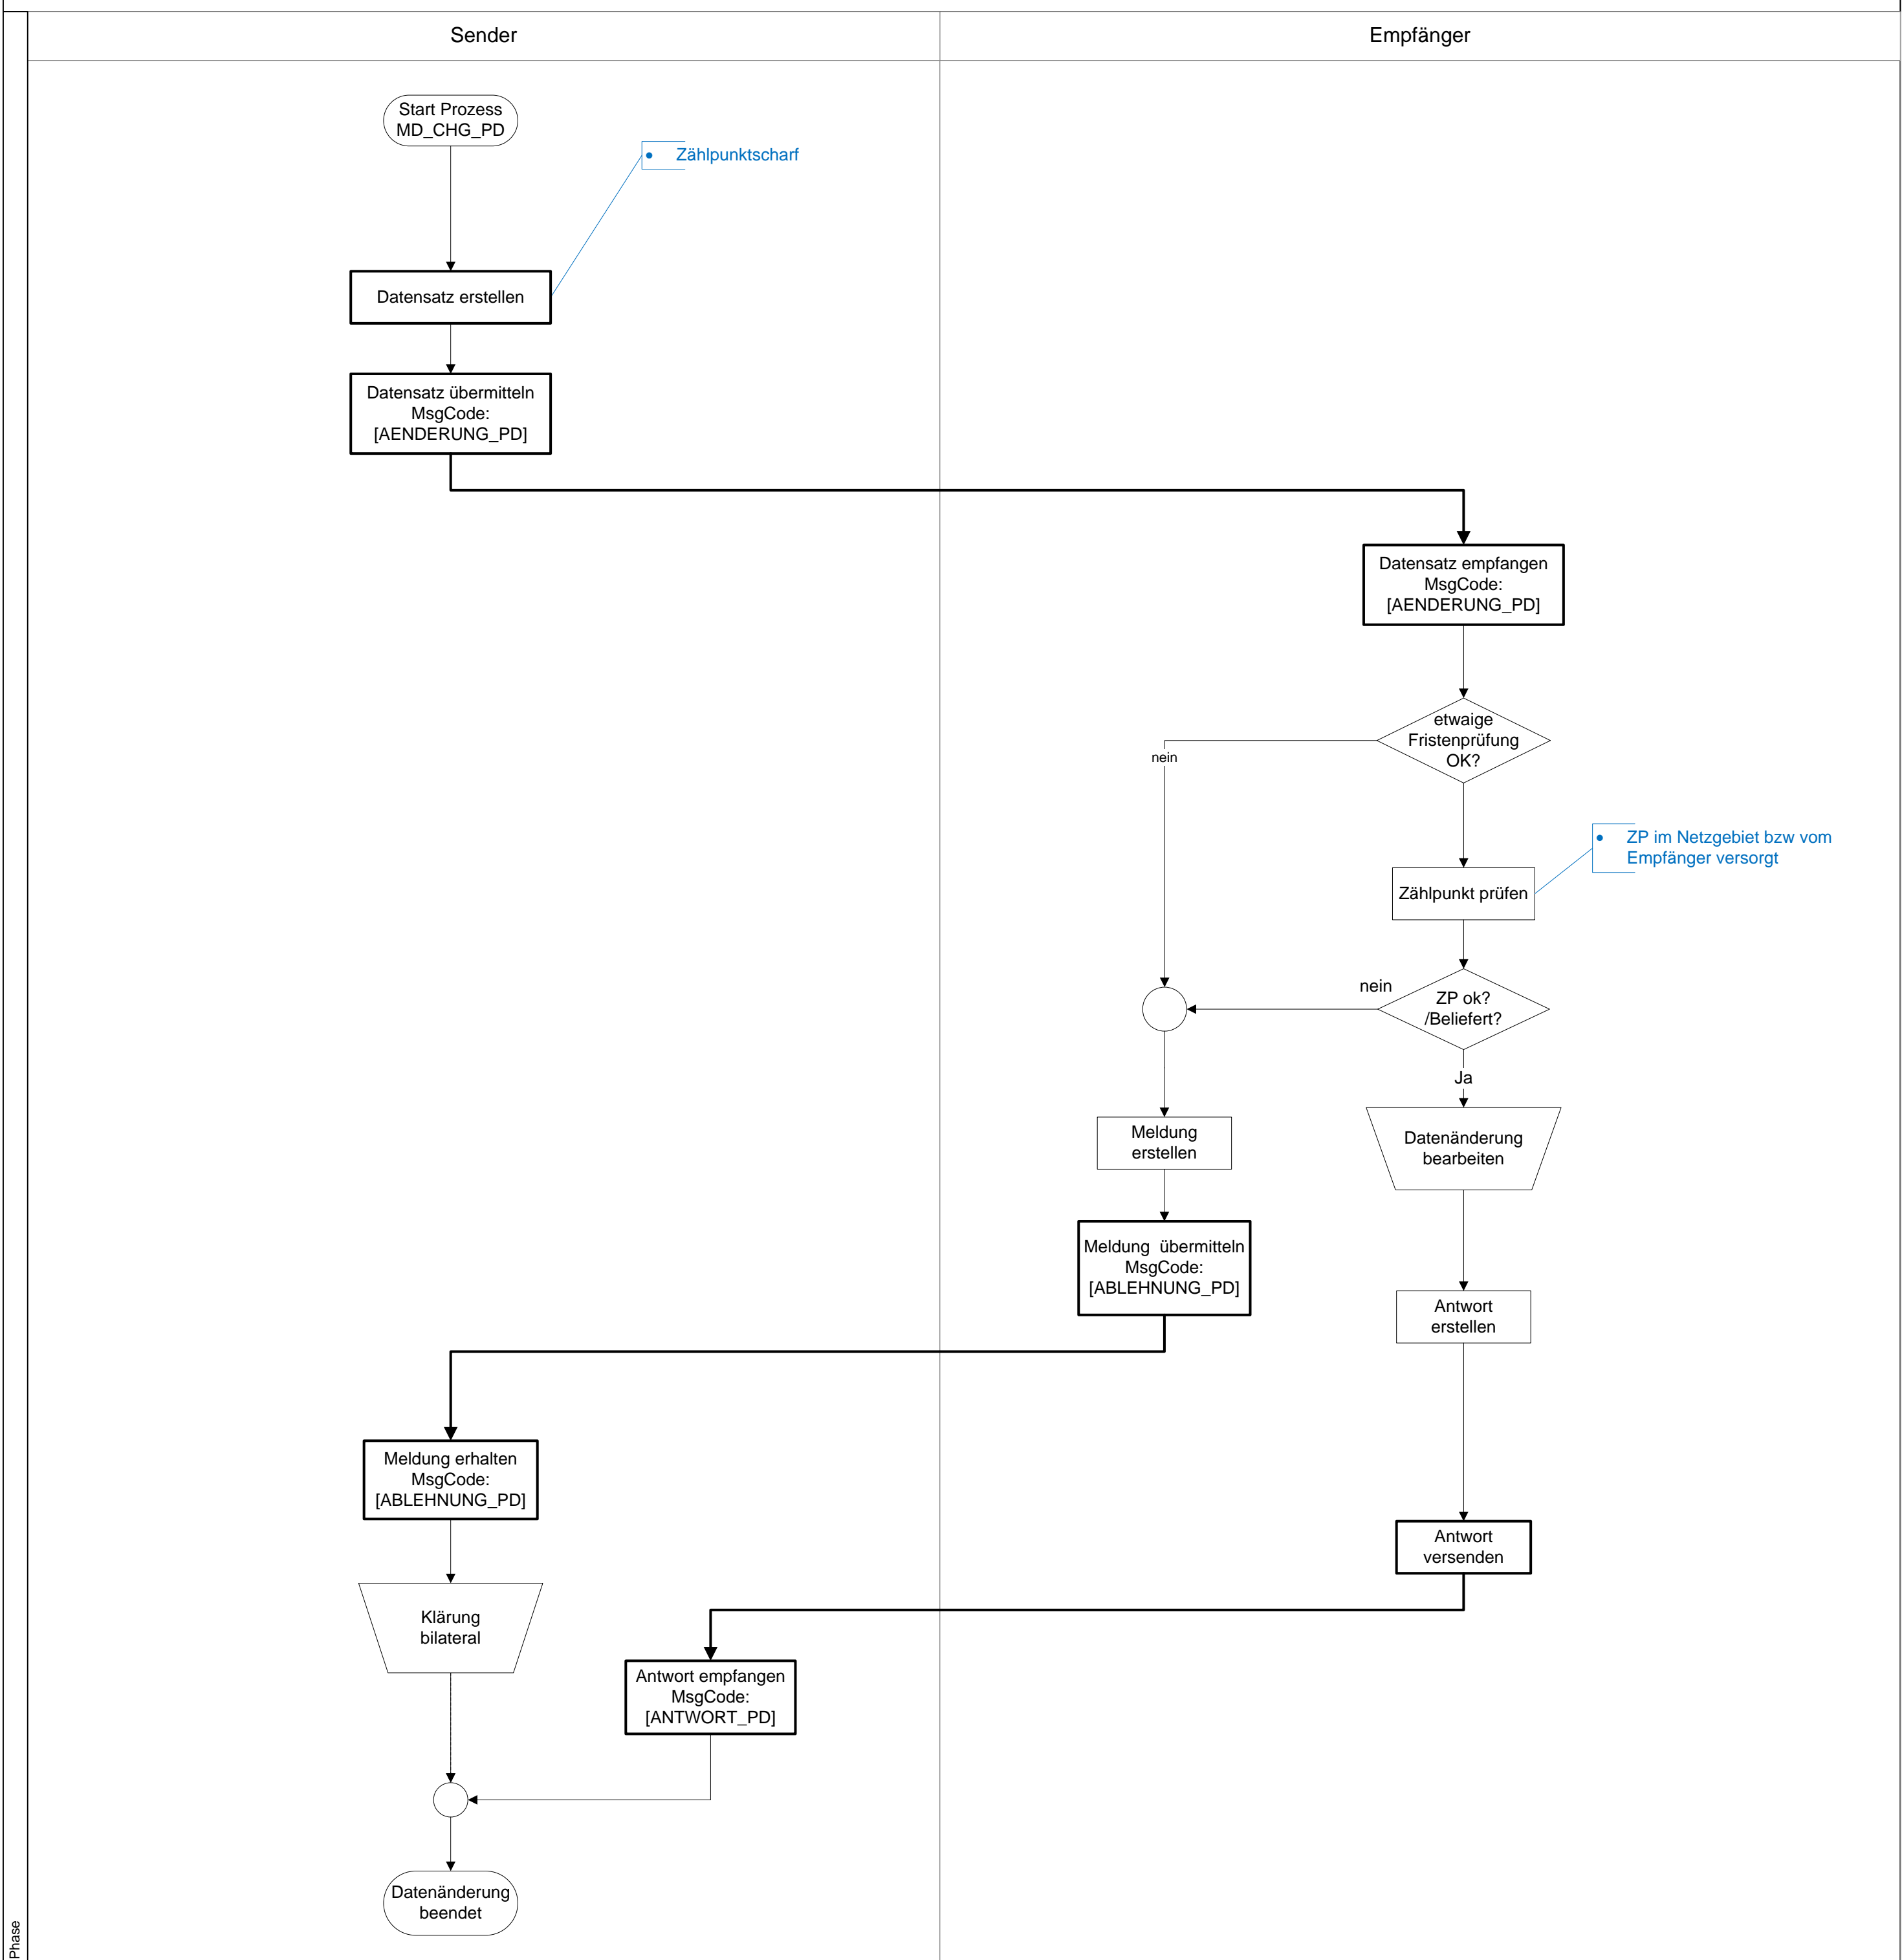 Sender
Empfänger
Start Prozess
MD_CHG_PD
• Zählpunktscharf
Datensatz erstellen
Datensatz übermitteln
MsgCode:
[AENDERUNG_PD]
Datensatz empfangen
MsgCode:
[AENDERUNG_PD]
etwaige
Fristenprüfung
OK?
nein
• ZP im Netzgebiet bzw vom
Empfänger versorgt
Zählpunkt prüfen
nein
ZP ok?
/Beliefert?
Ja
Meldung
erstellen
Datenänderung
bearbeiten
Meldung übermitteln
MsgCode:
[ABLEHNUNG_PD]
Antwort
erstellen
Meldung erhalten
MsgCode:
[ABLEHNUNG_PD]
Antwort
versenden
Klärung
bilateral
Antwort empfangen
MsgCode:
[ANTWORT_PD]
Datenänderung
beendet
Phase